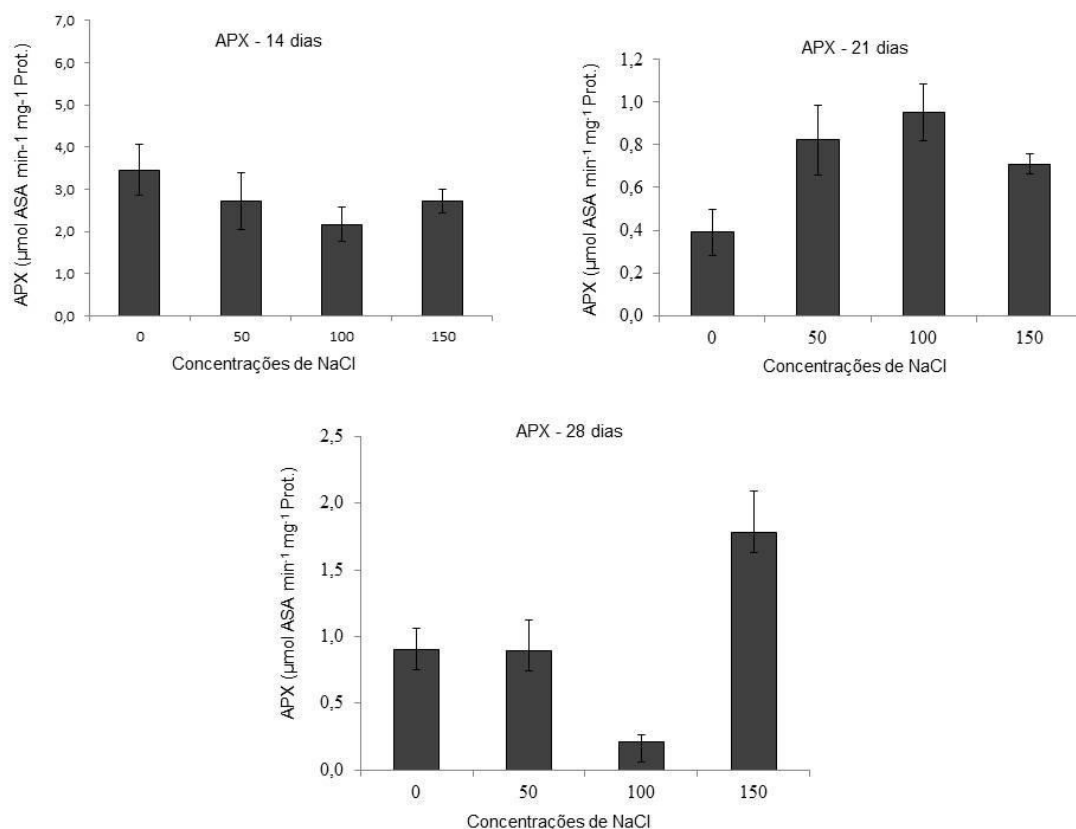 APX - 14 dias
APX (µmol ASA min-1 mg-1 Prot.)
7,0
6,0
5,0
4,0
3,0
2,0
1,0
0,0
0 50 100 150
Concentrações de NaCl
APX - 21 dias
APX (µmol ASA min⁻¹ mg⁻¹ Prot.)
1,2
1,0
0,8
0,6
0,4
0,2
0,0
0 50 100 150
Concentrações de NaCl
APX - 28 dias
APX (µmol ASA min⁻¹ mg⁻¹ Prot.)
2,5
2,0
1,5
1,0
0,5
0,0
0 50 100 150
Concentrações de NaCl